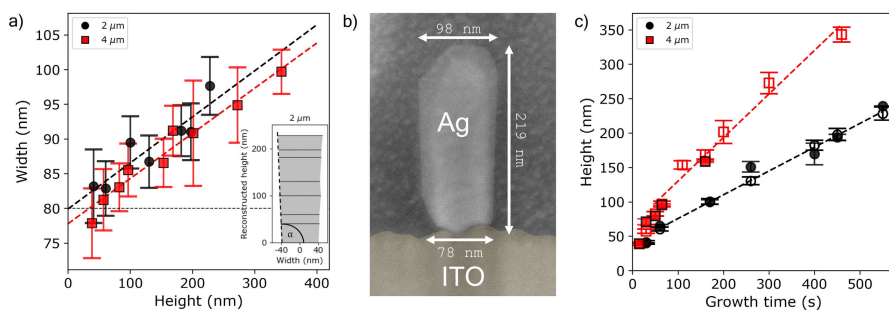 a)
2 μm
4 μm
Width (nm)
105
100
95
90
85
80
75
0
100
200
300
400
Height (nm)
2 μm
Reconstructed height (nm)
200
100
0
α
-40
0
40
Width (nm)
b)
98 nm
Ag
219 nm
78 nm
ITO
c)
2 μm
4 μm
Height (nm)
350
300
250
200
150
100
50
0
0
100
200
300
400
500
Growth time (s)